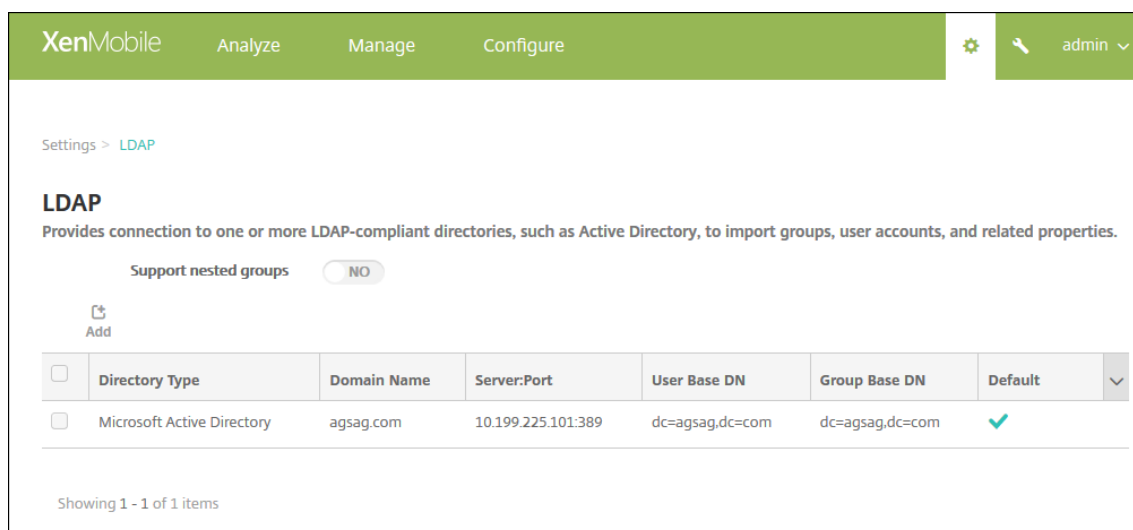 XenMobile Analyze Manage Configure admin
Settings > LDAP
LDAP
Provides connection to one or more LDAP-compliant directories, such as Active Directory, to import groups, user accounts, and related properties.
Support nested groups NO
Add
Directory Type Domain Name Server:Port User Base DN Group Base DN Default
Microsoft Active Directory agsag.com 10.199.225.101:389 dc=agsag,dc=com dc=agsag,dc=com
Showing 1 - 1 of 1 items